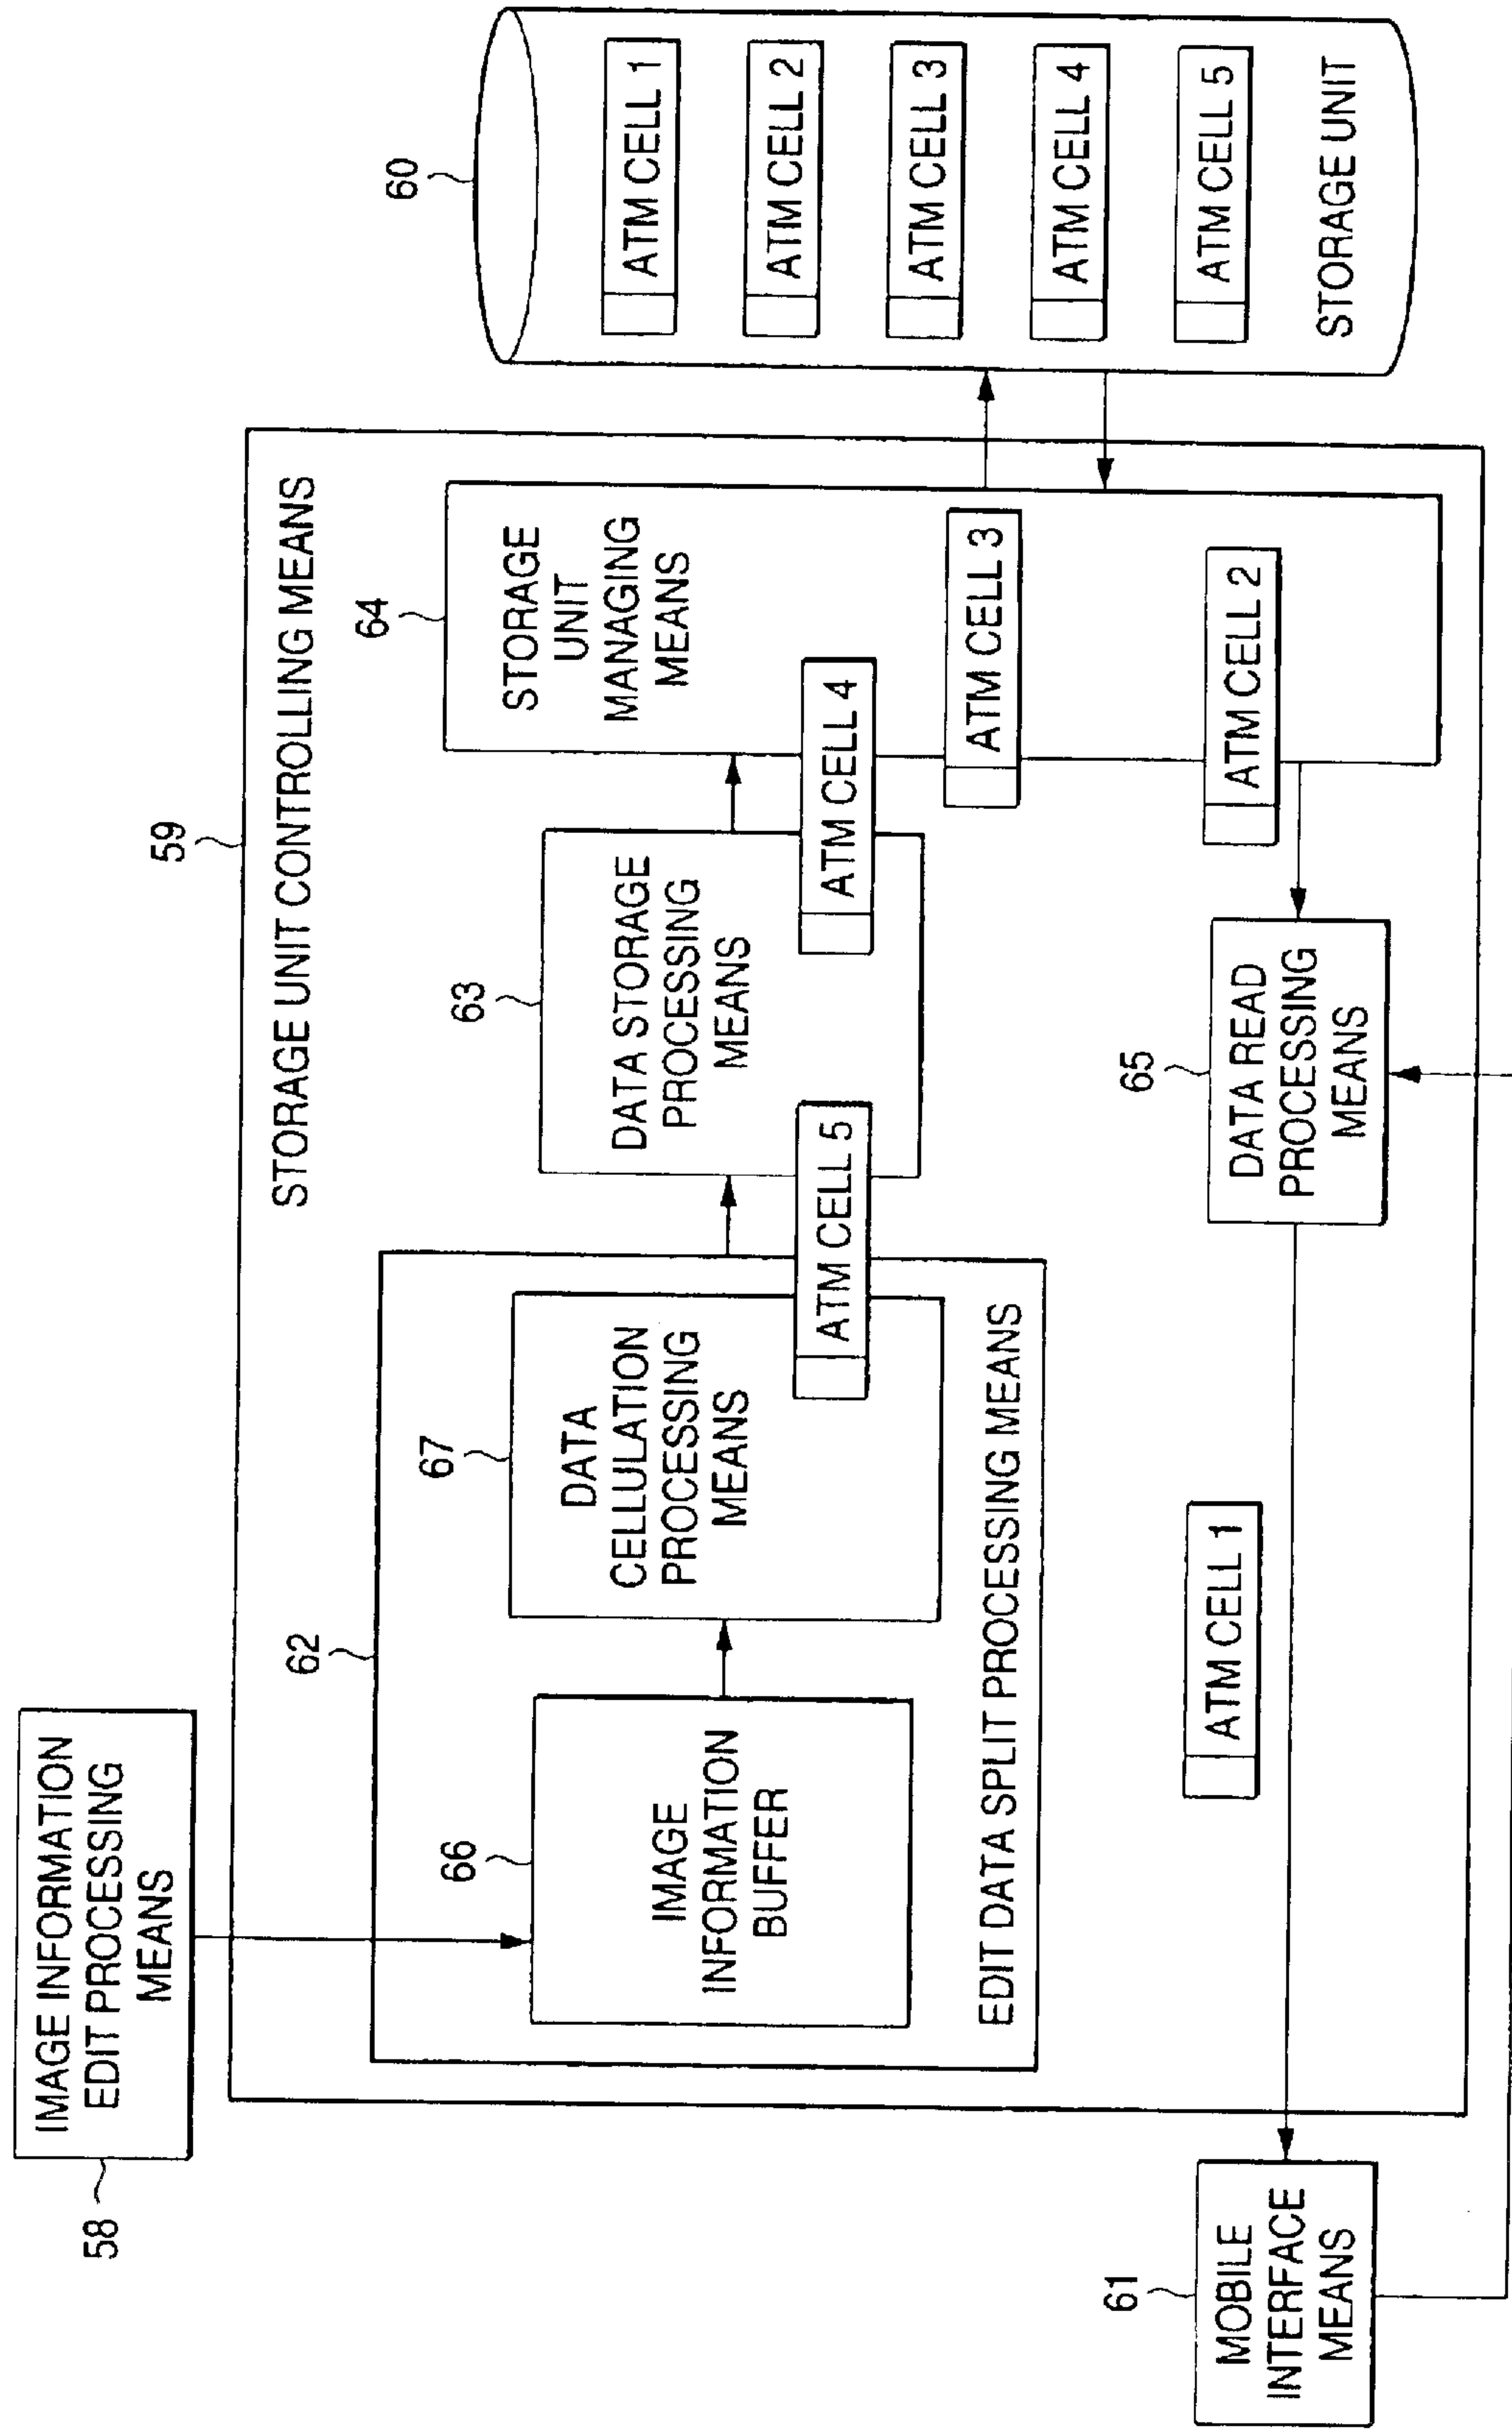 58
IMAGE INFORMATION
EDIT PROCESSING
MEANS
59
STORAGE UNIT CONTROLLING MEANS
62
66
IMAGE
INFORMATION
BUFFER
67
DATA
CELLULATION
PROCESSING
MEANS
ATM CELL 5
EDIT DATA SPLIT PROCESSING MEANS
63
DATA STORAGE
PROCESSING
MEANS
ATM CELL 4
64
STORAGE
UNIT
MANAGING
MEANS
ATM CELL 3
ATM CELL 2
60
ATM CELL 1
ATM CELL 2
ATM CELL 3
ATM CELL 4
ATM CELL 5
STORAGE UNIT
65
DATA READ
PROCESSING
MEANS
ATM CELL 1
61
MOBILE
INTERFACE
MEANS